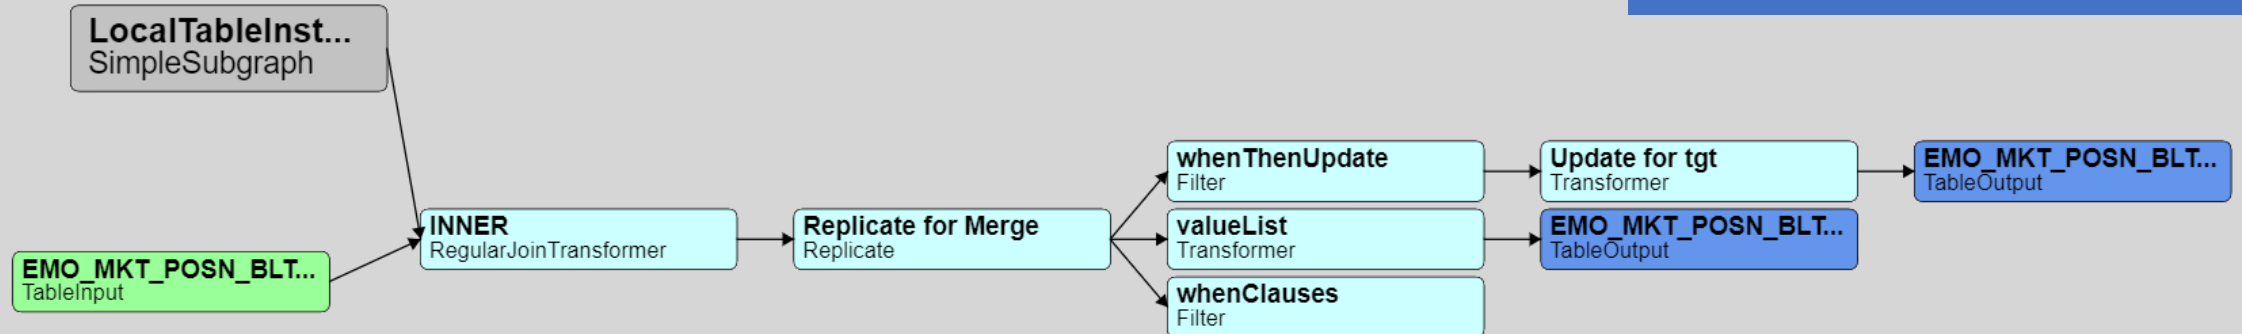 LocalTableInst...
SimpleSubgraph
EMO_MKT_POSN_BLT...
TableInput
INNER
RegularJoinTransformer
Replicate for Merge
Replicate
whenThenUpdate
Filter
Update for tgt
Transformer
EMO_MKT_POSN_BLT...
TableOutput
valueList
Transformer
EMO_MKT_POSN_BLT...
TableOutput
whenClauses
Filter